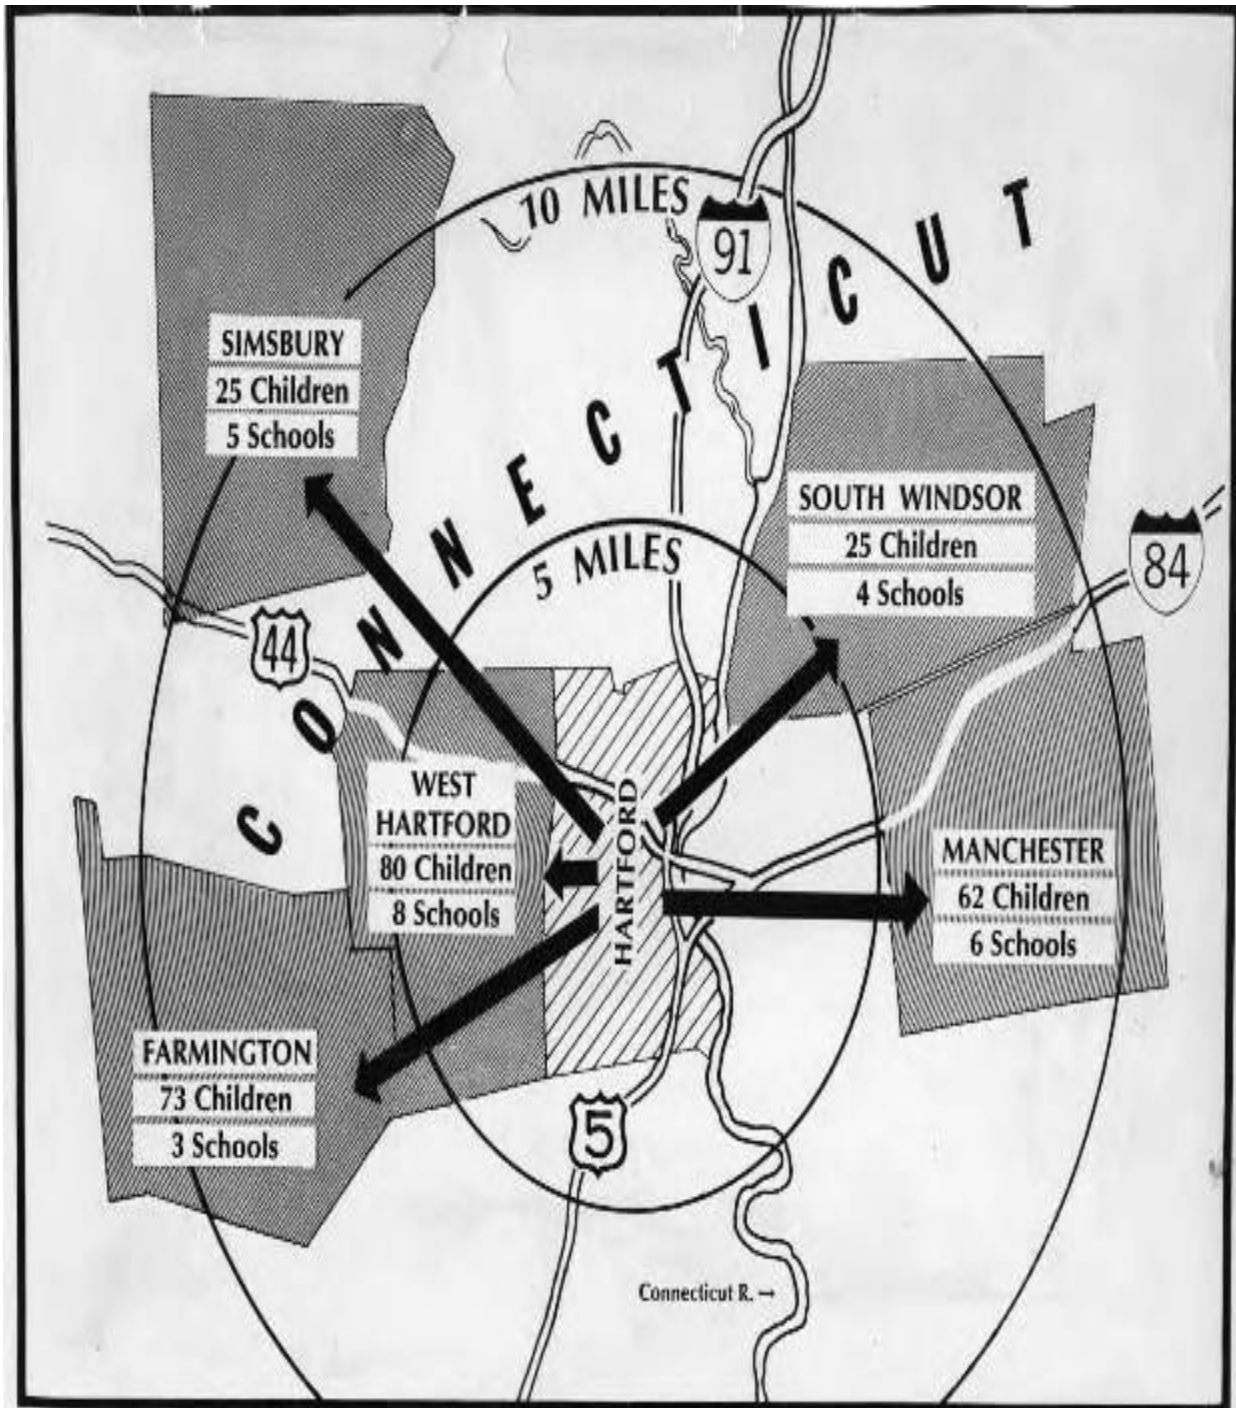 10 MILES
91
CONNECTICUT
SIMSBURY
25 Children
5 Schools
SOUTH WINDSOR
25 Children
4 Schools
84
5 MILES
44
WEST
HARTFORD
80 Children
8 Schools
HARTFORD
MANCHESTER
62 Children
6 Schools
FARMINGTON
73 Children
3 Schools
5
Connecticut R. →